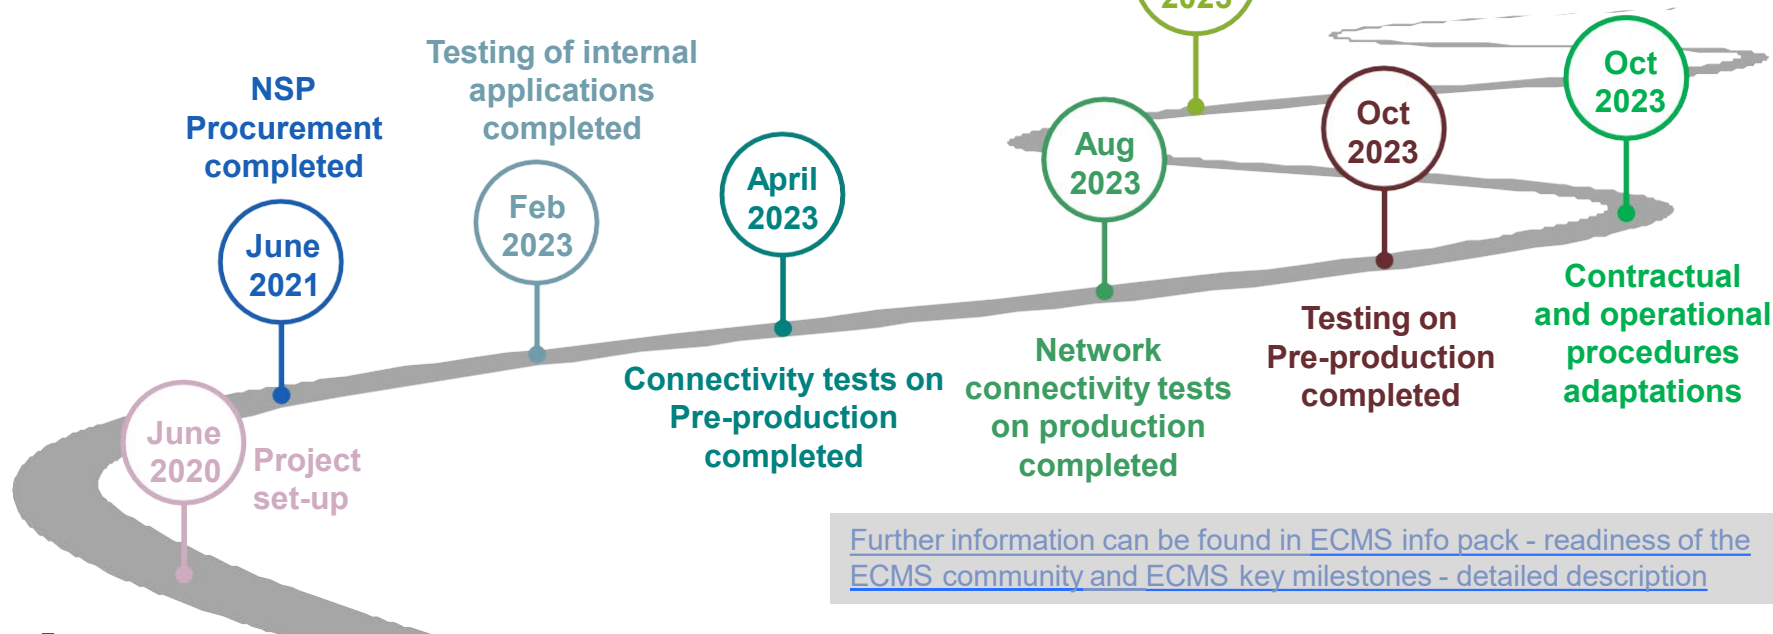 2023
Testing of internal
applications
completed
NSP
Procurement
completed
Oct
2023
Oct
2023
Aug
2023
April
2023
Feb
2023
June
2021
Contractual
and operational
procedures
adaptations
Testing on
Pre-production
completed
Network
connectivity tests
on production
completed
Connectivity tests on
Pre-production
completed
June
2020
Project
set-up
Further information can be found in ECMS info pack - readiness of the
ECMS community and ECMS key milestones - detailed description